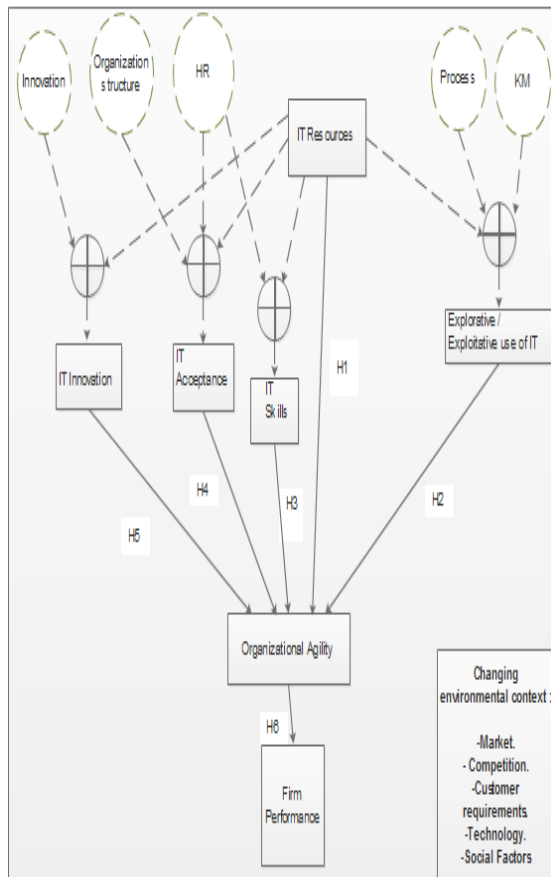 Innovation
Organization
s tructure
HR
Process
KM
IT Resources
IT Innovation
IT
Acceptance
IT
Skills
Explorative /
Exploitative use of IT
H1
H2
H3
H4
H5
Organizational Agility
H6
Firm
Performance
Changing
environmental context :
-Market.
- Competition.
-Customer
requirements.
-Technology.
-Social Factors